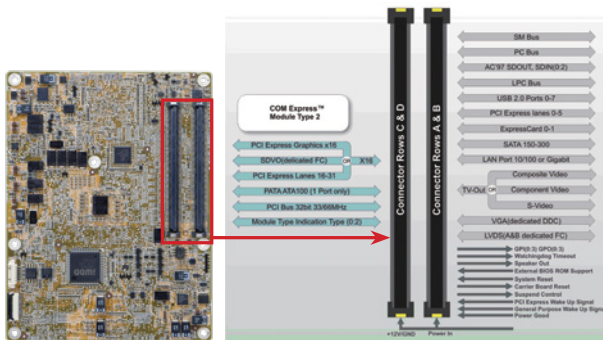 COM Express™
Module Type 2
PCI Express Graphics x16
SDVO(delicated FC)
OR
X16
PCI Express Lanes 16-31
PATA ATA100 (1 Port only)
PCI Bus 32bit 33/66MHz
Module Type Indication Type (0:2)
Connector Rows C & D
Connector Rows A & B
SM Bus
PC Bus
AC'97 SDOUT, SDIN(0:2)
LPC Bus
USB 2.0 Ports 0-7
PCI Express lanes 0-5
ExpressCard 0-1
SATA 150-300
LAN Port 10/100 or Gigabit
Composite Video
TV-Out
OR
Component Video
S-Video
VGA(dedicated DDC)
LVDS(A&B dedicated FC)
GPI(0:3) GPO(0:3)
Watchingdog Timeout
Speaker Out
External BIOS ROM Support
System Reset
Carrier Board Reset
Suspend Control
PCI Express Wake Up Signal
General Purpose Wake Up Signal
Power Good
+12V/GND
Power In